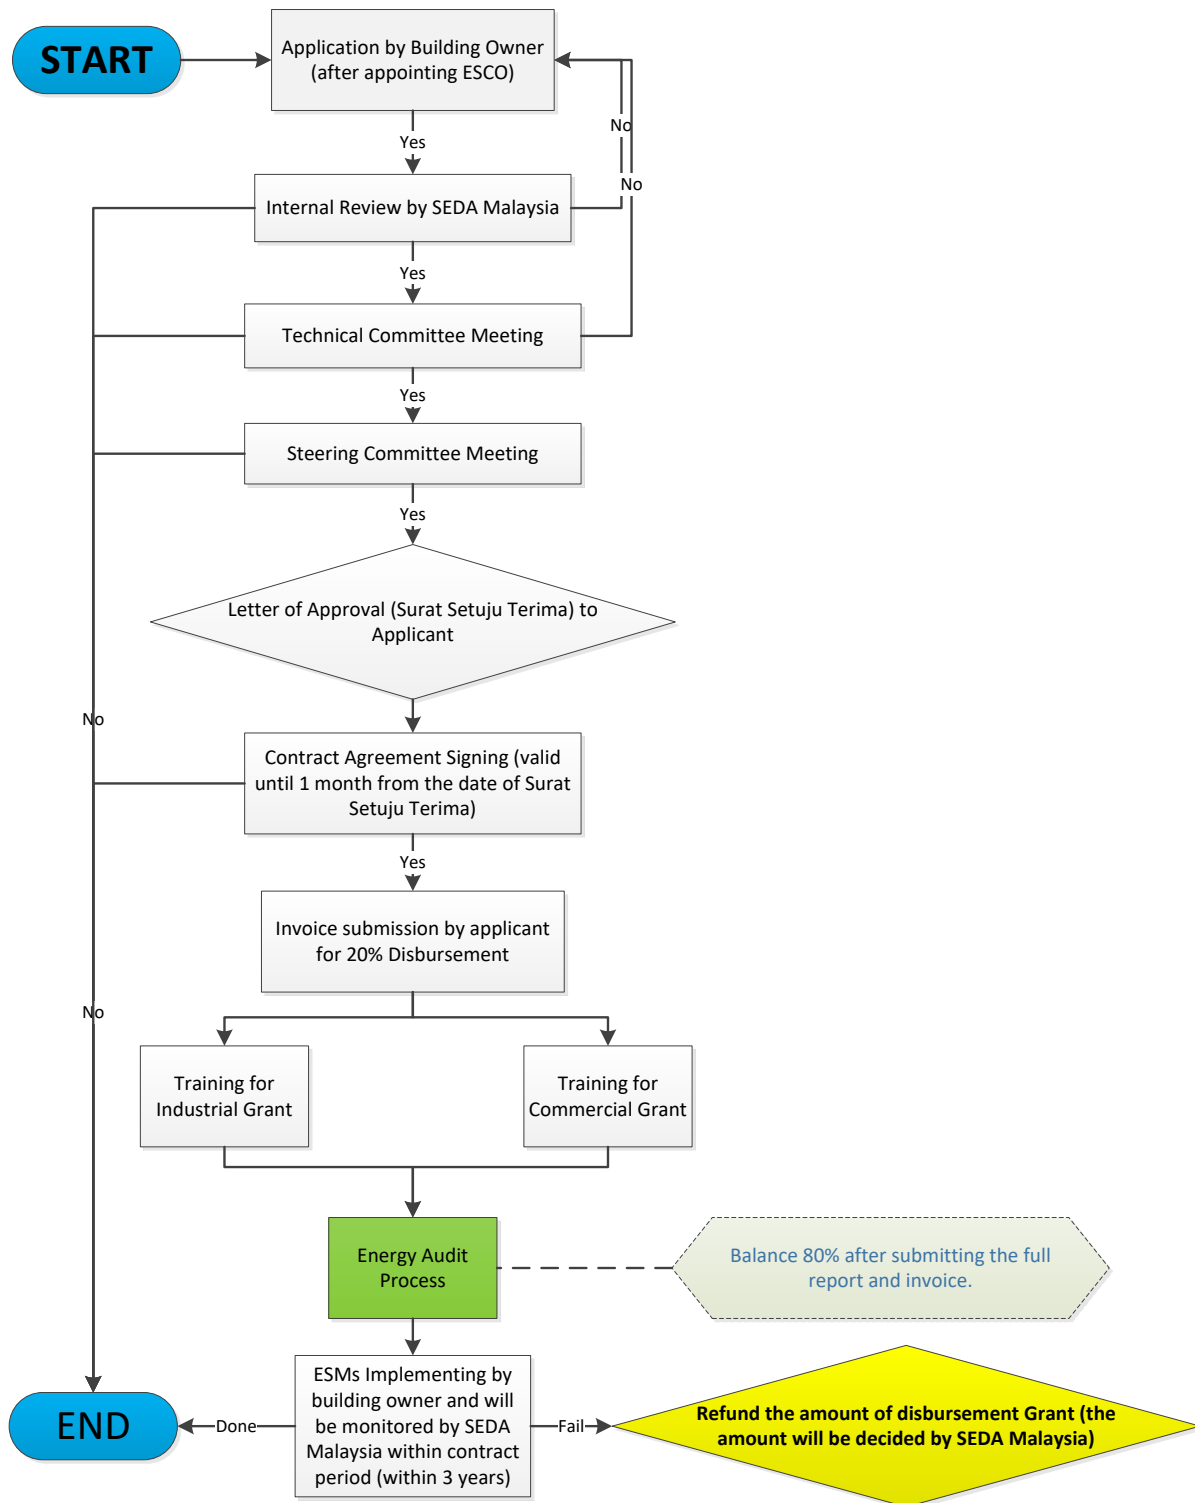 START
Application by Building Owner
(after appointing ESCO)
Yes
No
No
Internal Review by SEDA Malaysia
Yes
Technical Committee Meeting
Yes
Steering Committee Meeting
Yes
Letter of Approval (Surat Setuju Terima) to
Applicant
No
Contract Agreement Signing (valid
until 1 month from the date of Surat
Setuju Terima)
Yes
Invoice submission by applicant
for 20% Disbursement
No
Training for
Industrial Grant
Training for
Commercial Grant
Energy Audit
Process
Balance 80% after submitting the full
report and invoice.
ESMs Implementing by
building owner and will
be monitored by SEDA
Malaysia within contract
period (within 3 years)
Done
END
Fail
Refund the amount of disbursement Grant (the
amount will be decided by SEDA Malaysia)